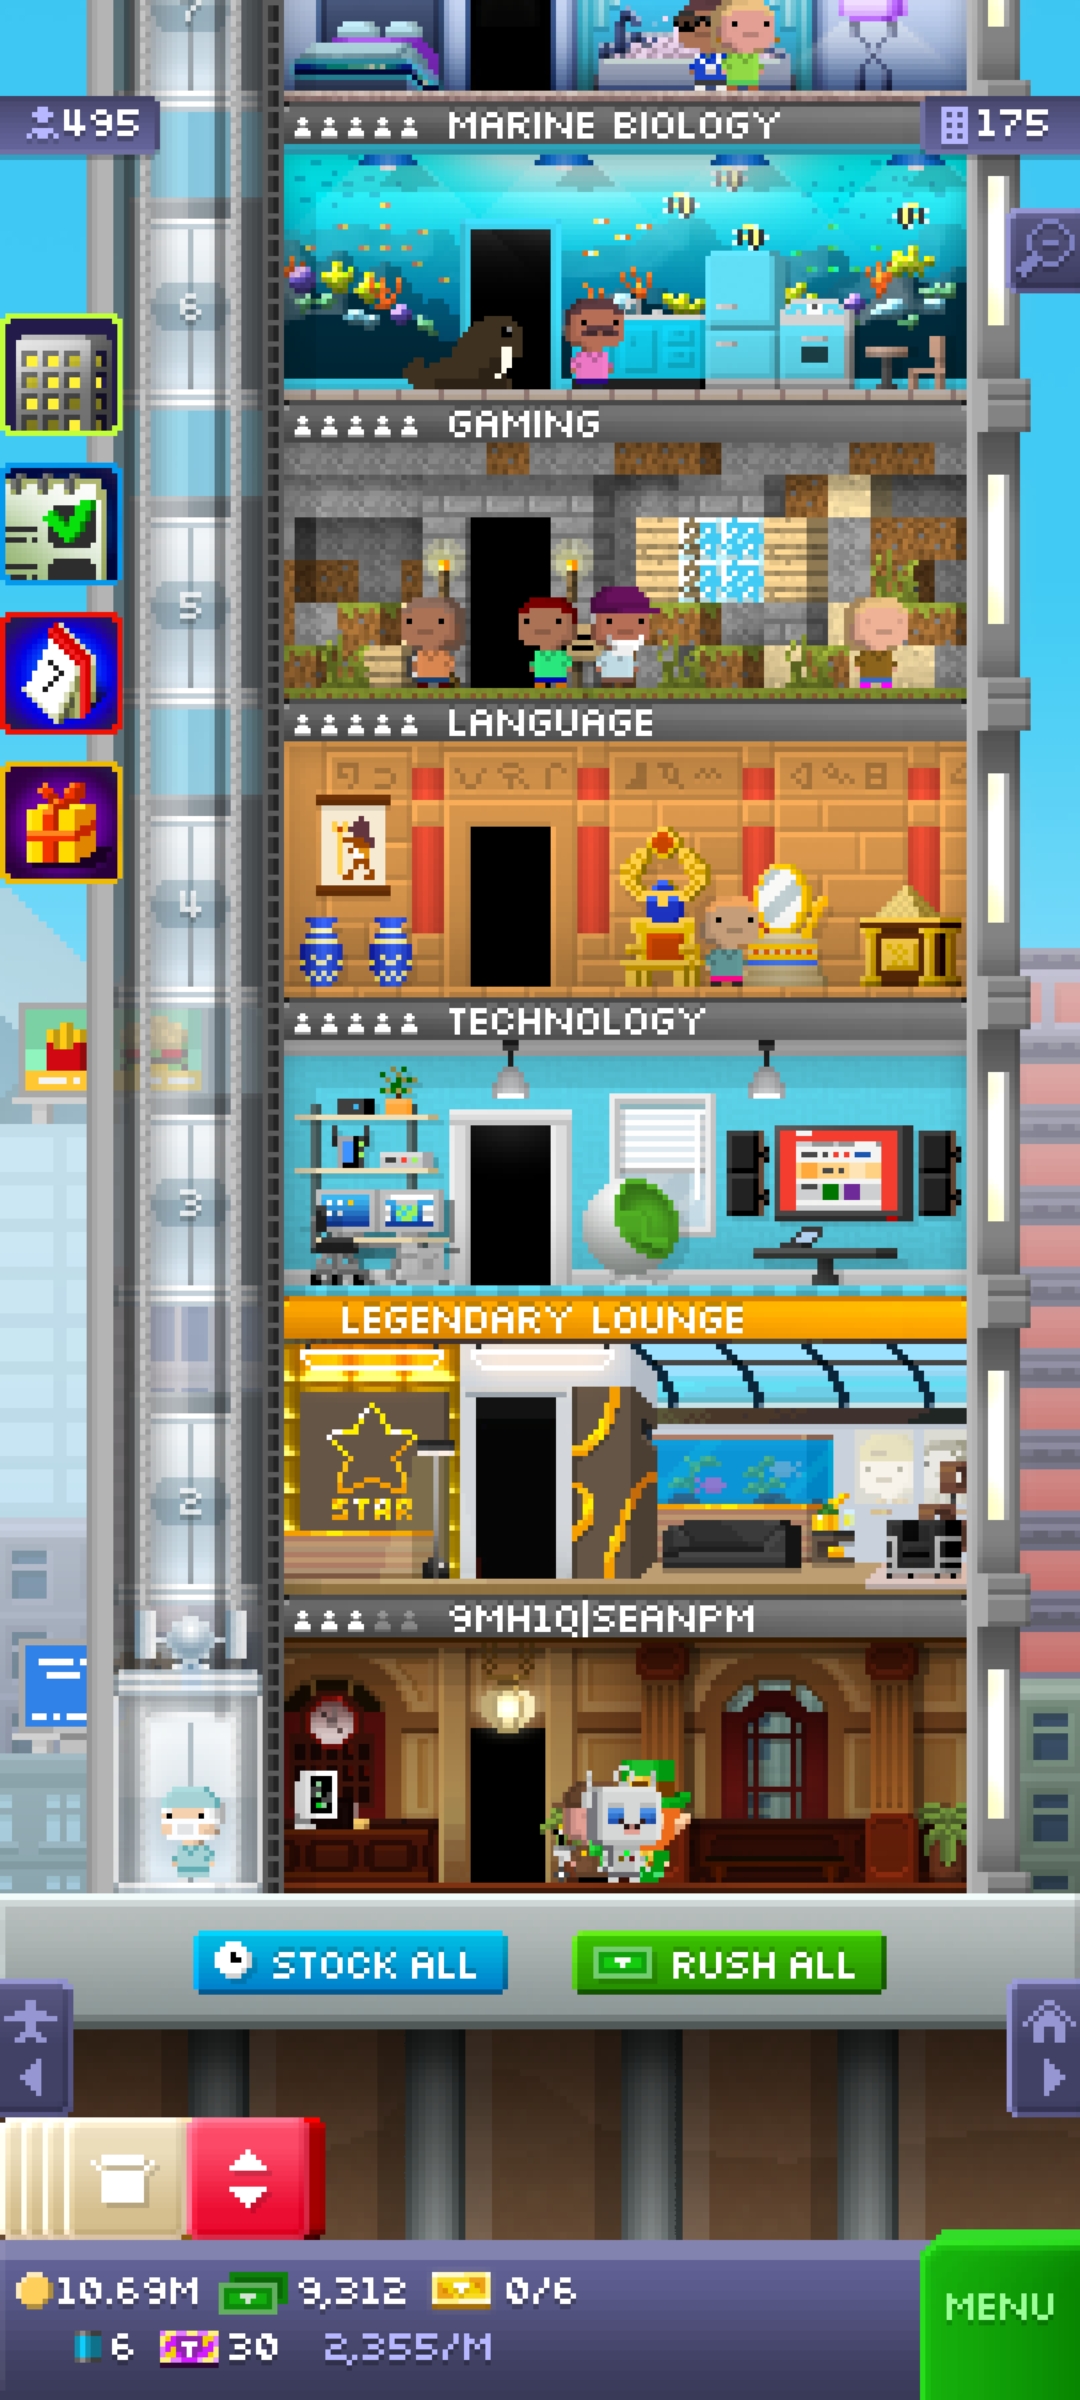 7
495
MARINE BIOLOGY
175
6
GAMING
5
LANGUAGE
4
TECHNOLOGY
3
LEGENDARY LOUNGE
STAR
2
9MH1Q|SEANPM
STOCK ALL
RUSH ALL
10.69M
9,312
0/6
MENU
6
T
30
2,355/M